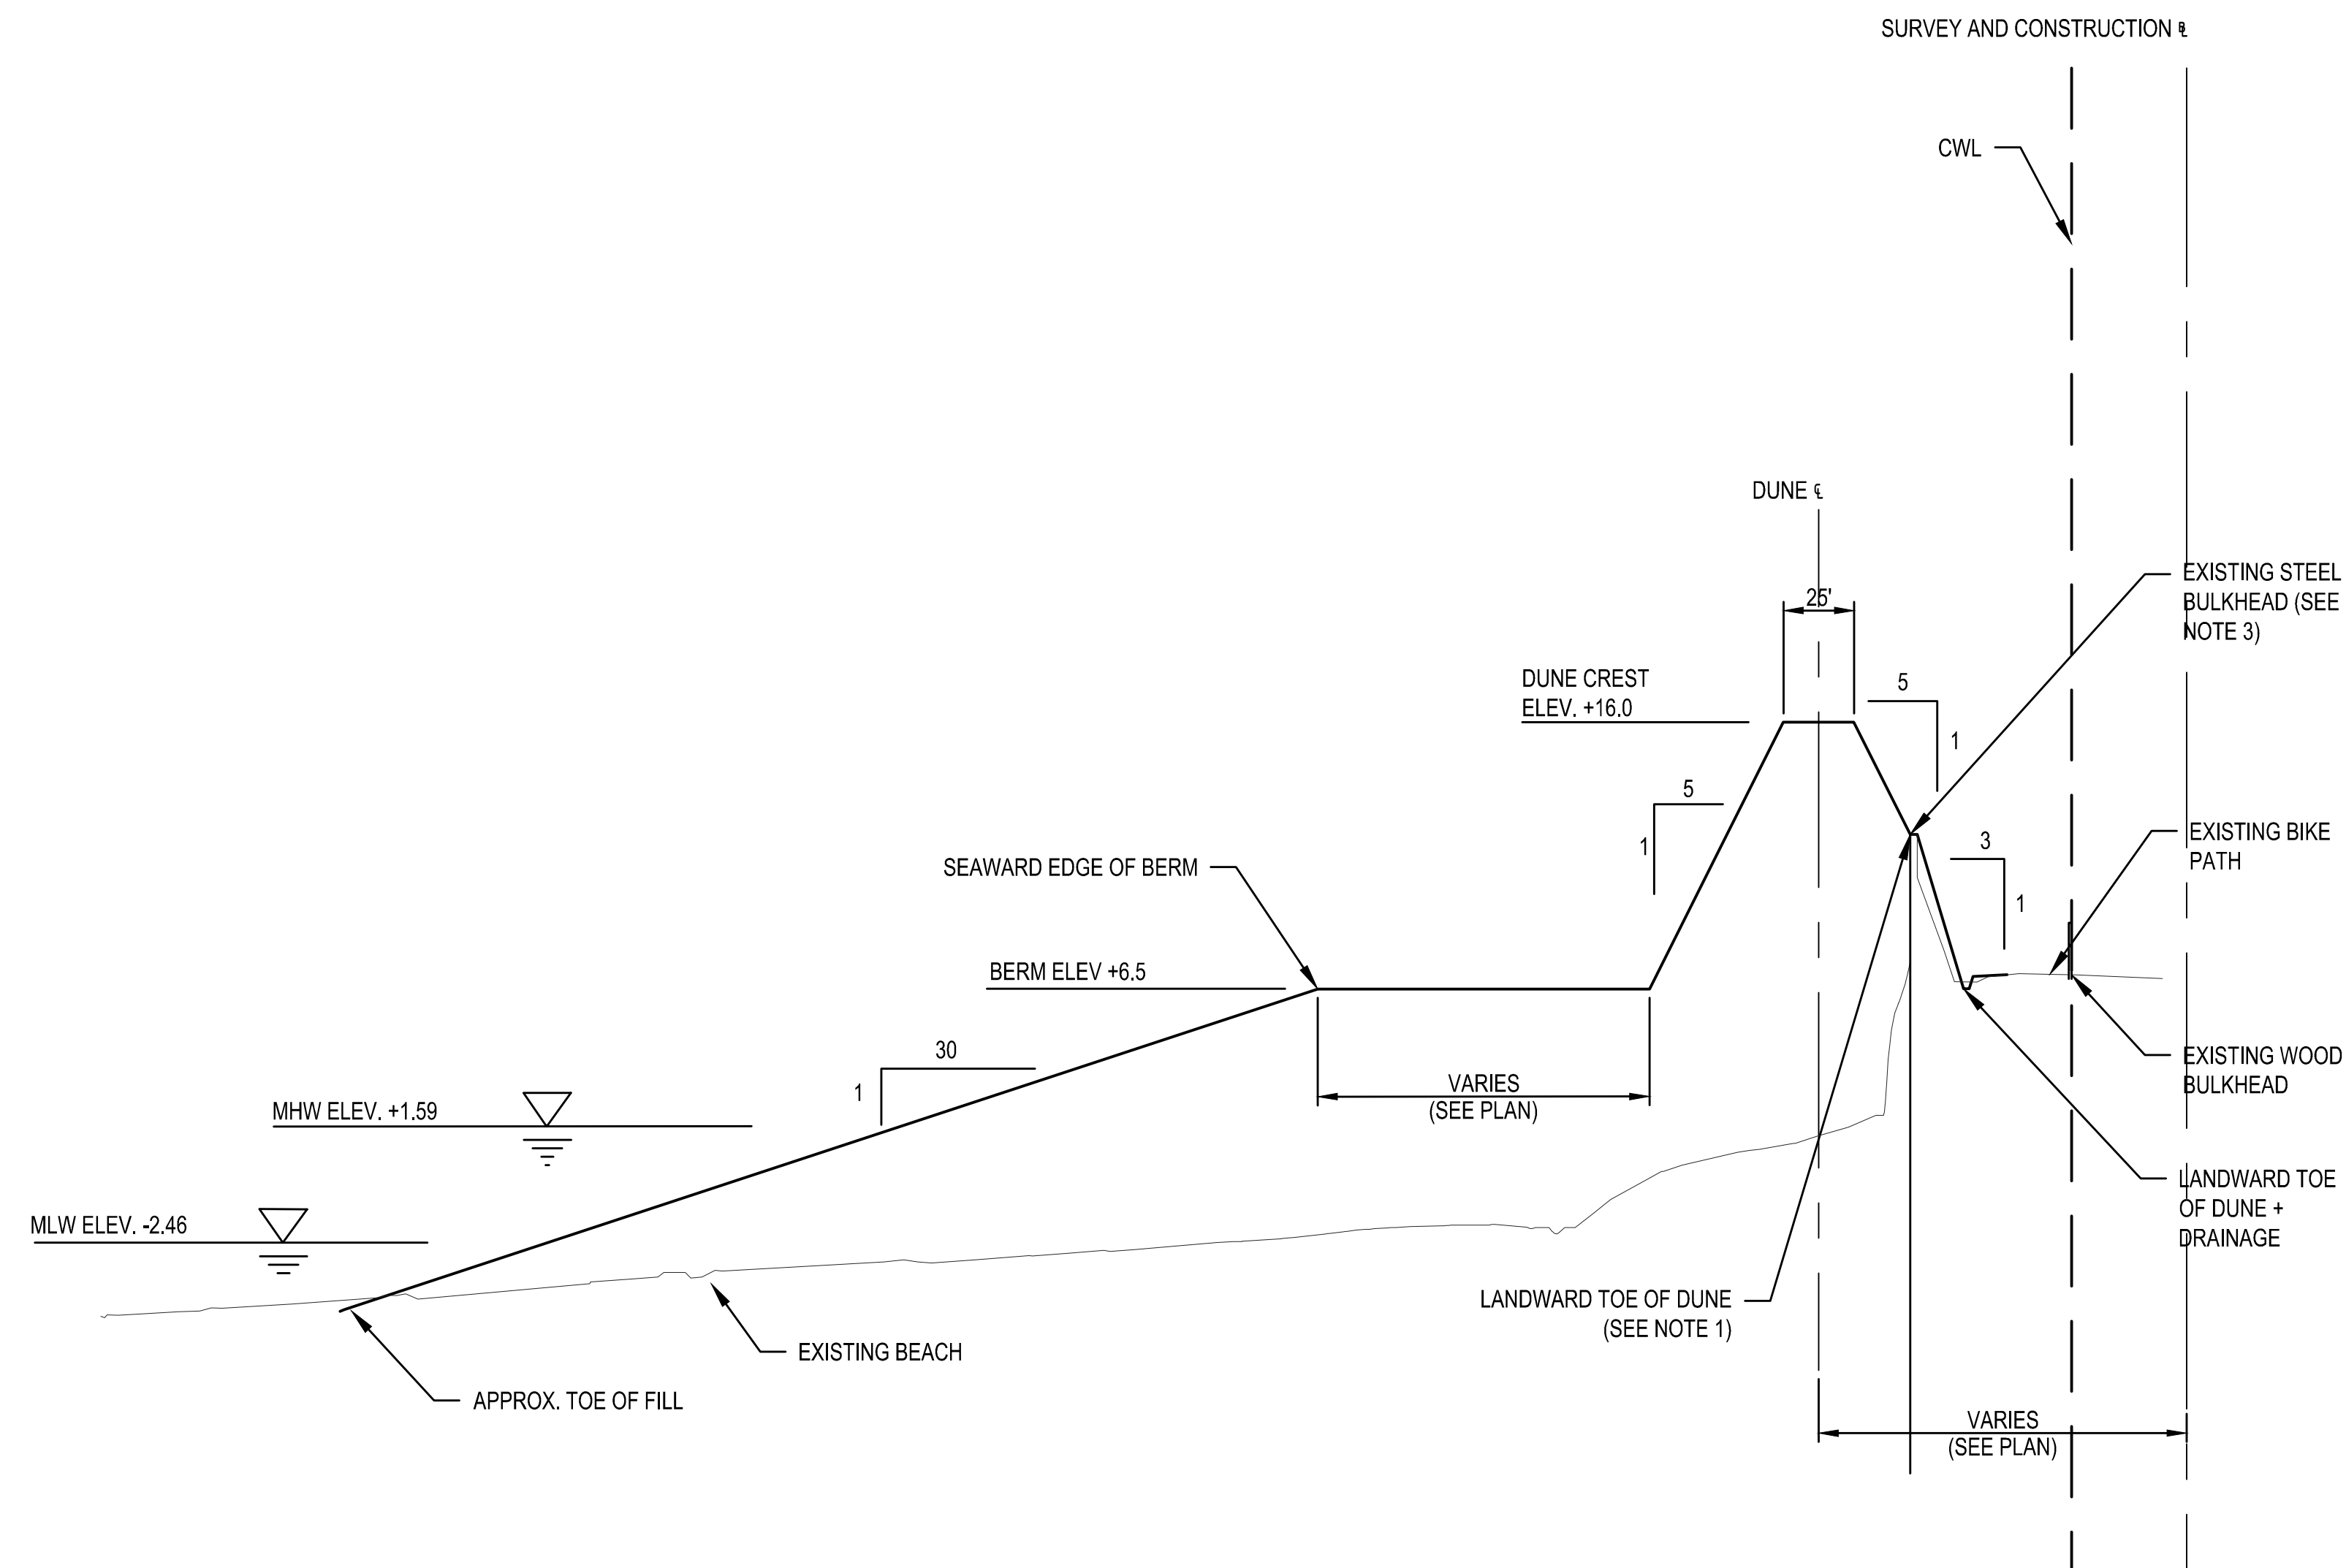 SURVEY AND CONSTRUCTION ℄
CWL
DUNE ℄
25'
EXISTING STEEL
BULKHEAD (SEE
NOTE 3)
DUNE CREST
ELEV. +16.0
5
1
5
1
EXISTING BIKE
PATH
3
1
SEAWARD EDGE OF BERM
BERM ELEV +6.5
30
1
VARIES
(SEE PLAN)
EXISTING WOOD
BULKHEAD
MHW ELEV. +1.59
MLW ELEV. -2.46
LANDWARD TOE
OF DUNE +
DRAINAGE
LANDWARD TOE OF DUNE
(SEE NOTE 1)
EXISTING BEACH
APPROX. TOE OF FILL
VARIES
(SEE PLAN)